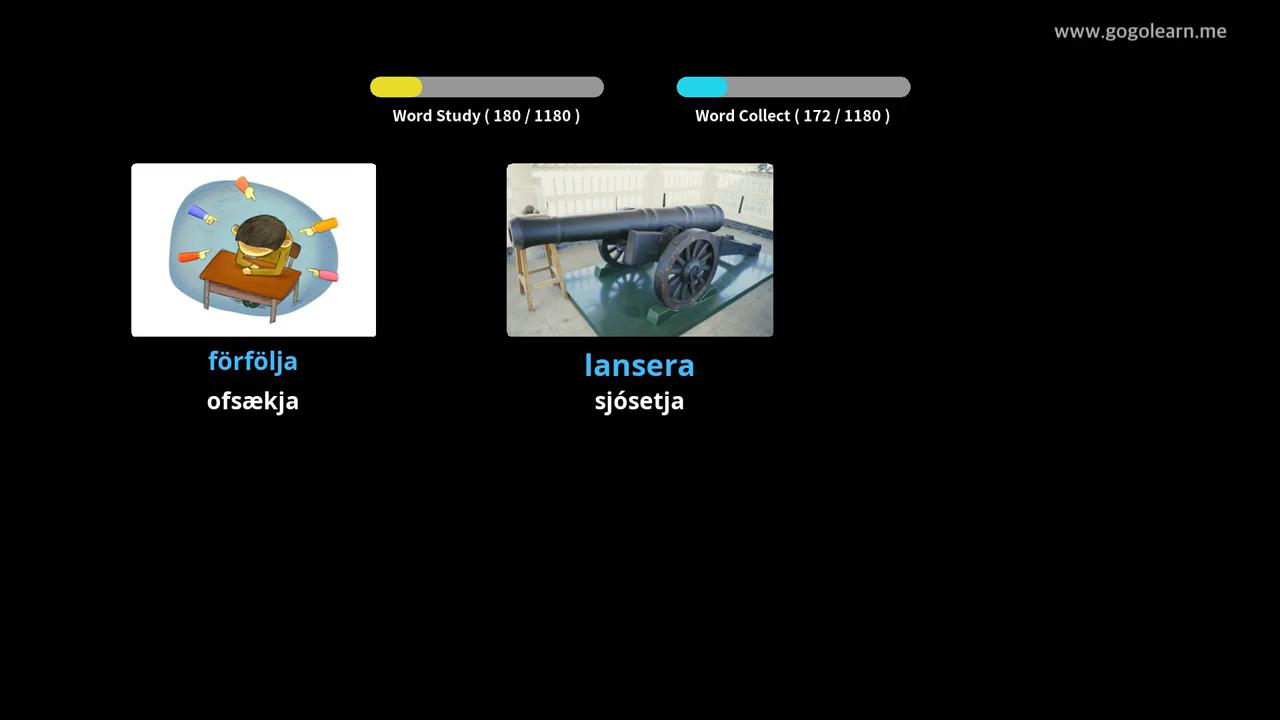 www.gogolearn.me
Word Study ( 180 / 1180 )
Word Collect ( 172 / 1180 )
förfölja
ofsækja
lansera
sjósetja